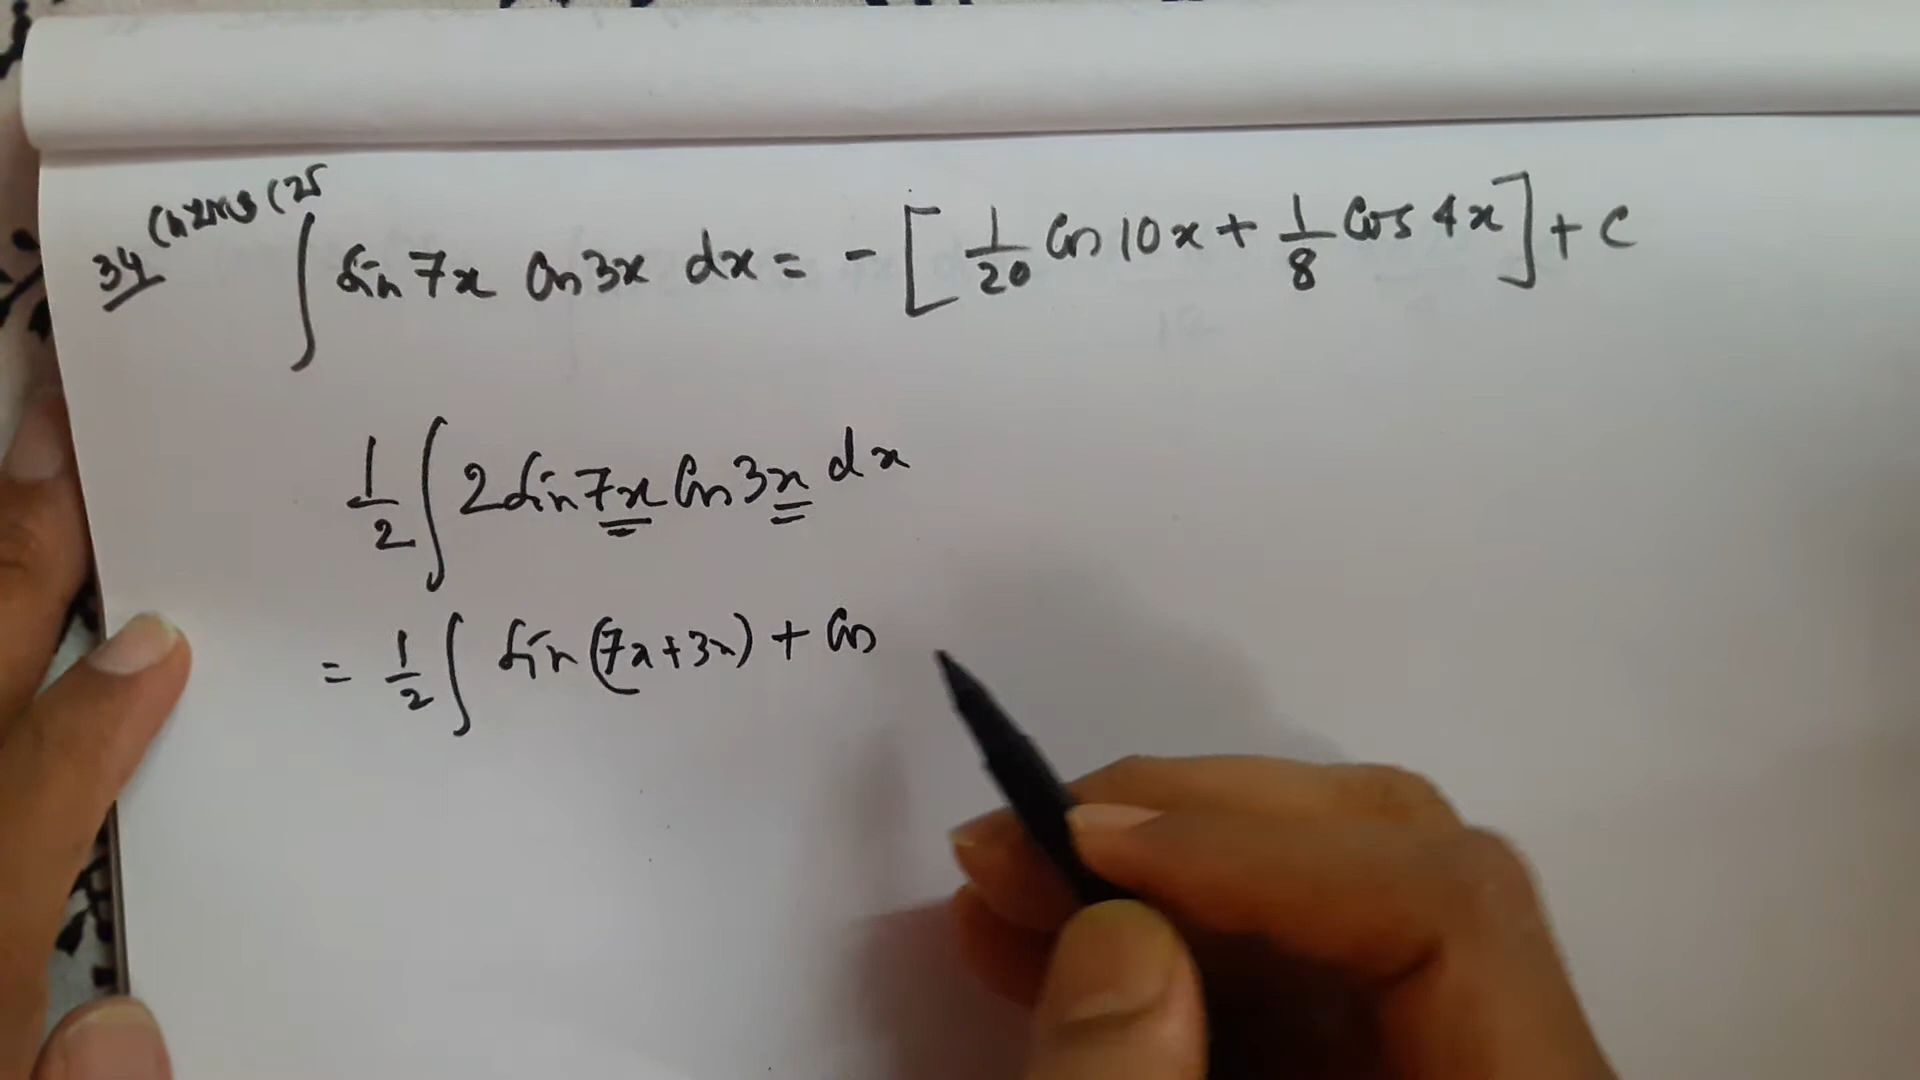 34
∫ sin 7x cos 3x dx = - [ 1/20 cos 10x + 1/8 cos 4x ] + c
1/2 ∫ 2 sin 7x cos 3x dx
= 1/2 ∫ sin (7x+3x) + cos